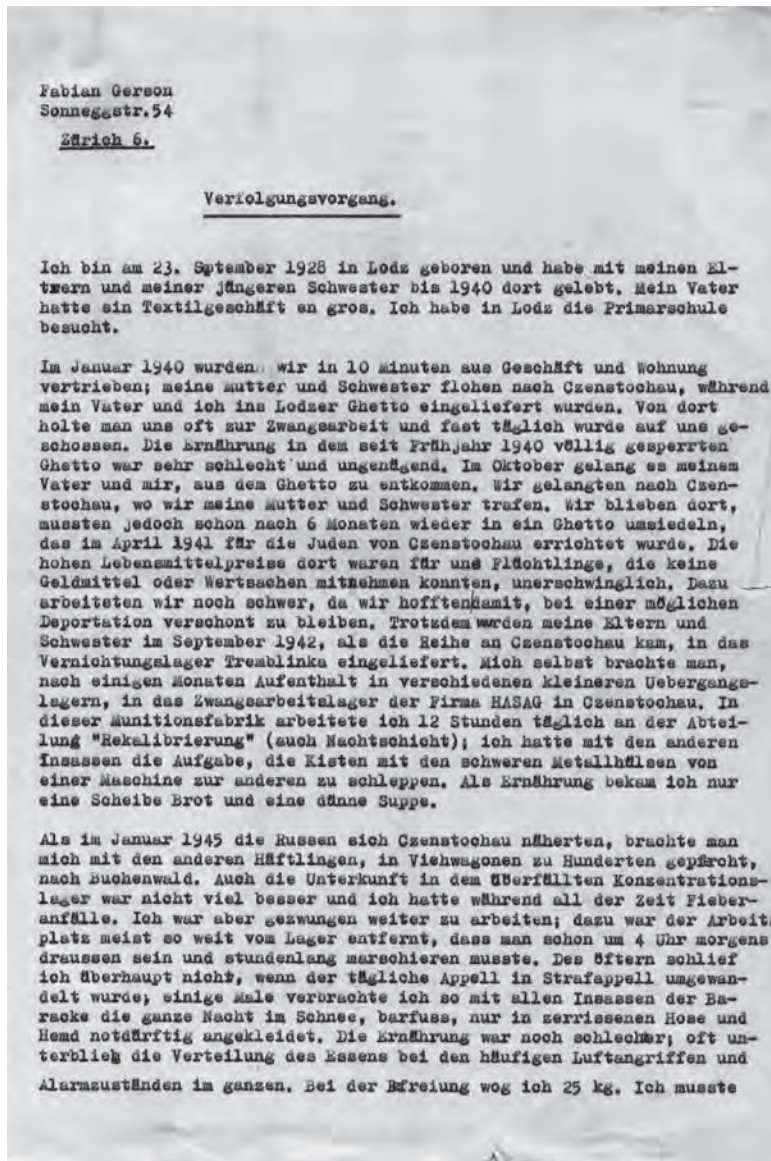 Fabian Gerson
Sonneggstr.54
Zürich 6.
Verfolgungsvorgang.
Ich bin am 23. Sptember 1928 in Lodz geboren und habe mit meinen El-
twern und meiner jüngeren Schwester bis 1940 dort gelebt. Mein Vater
hatte ein Textilgeschäft en gros. Ich habe in Lodz die Primarschule
besucht.
Im Januar 1940 wurden wir in 10 Minuten aus Geschäft und Wohnung
vertrieben; meine Mutter und Schwester flohen nach Czenstochau, während
mein Vater und ich ins Lodzer Ghetto eingeliefert wurden. Von dort
holte man uns oft zur Zwangsarbeit und fast täglich wurde auf uns ge-
schossen. Die Ernährung in dem seit Frühjahr 1940 völlig gesperrten
Ghetto war sehr schlecht und ungenügend. Im Oktober gelang es meinem
Vater und mir, aus dem Ghetto zu entkommen. Wir gelangten nach Czen-
stochau, wo wir meine Mutter und Schwester trafen. Wir blieben dort,
mussten jedoch schon nach 6 Monaten wieder in ein Ghetto umsiedeln,
das im April 1941 für die Juden von Czenstochau errichtet wurde. Die
hohen Lebensmittelpreise dort waren für und Flüchtlinge, die keine
Geldmittel oder Wertsachen mitnehmen konnten, unerschwinglich. Dazu
arbeiteten wir noch schwer, da wir hofften damit, bei einer möglichen
Deportation verschont zu bleiben. Trotzdem wurden meine Eltern und
Schwester im September 1942, als die Reihe an Czenstochau kam, in das
Vernichtungslager Tremblinka eingeliefert. Mich selbst brachte man,
nach einigen Monaten Aufenthalt in verschiedenen kleineren Uebergangs-
lagern, in das Zwangsarbeitslager der Firma HASAG in Czenstochau. In
dieser Munitionsfabrik arbeitete ich 12 Stunden täglich an der Abtei-
lung "Rekalibrierung" (auch Nachtschicht); ich hatte mit den anderen
Insassen die Aufgabe, die Kisten mit den schweren Metallhülsen von
einer Maschine zur anderen zu schleppen. Als Ernährung bekam ich nur
eine Scheibe Brot und eine dünne Suppe.
Als im Januar 1945 die Russen sich Czenstochau näherten, brachte man
mich mit den anderen Häftlingen, in Viehwagonen zu Hunderten gepfercht,
nach Buchenwald. Auch die Unterkunft in dem überfüllten Konzentrations-
lager war nicht viel besser und ich hatte während all der Zeit Fieber-
anfälle. Ich war aber gezwungen weiter zu arbeiten; dazu war der Arbeit
platz meist so weit vom Lager entfernt, dass man schon um 4 Uhr morgens
draussen sein und stundenlang marschieren musste. Des öftern schlief
ich überhaupt nicht, wenn der tägliche Appell in Strafappell umgewan-
delt wurde; einige Male verbrachte ich so mit allen Insassen der Ba-
racke die ganze Nacht im Schnee, barfuss, nur in zerrissenen Hose und
Hemd notdürftig angekleidet. Die Ernährung war noch schlechter; oft un-
terblieb die Verteilung des Essens bei den häufigen Luftangriffen und
Alarmzuständen im ganzen. Bei der Bfreiung wog ich 25 kg. Ich musste